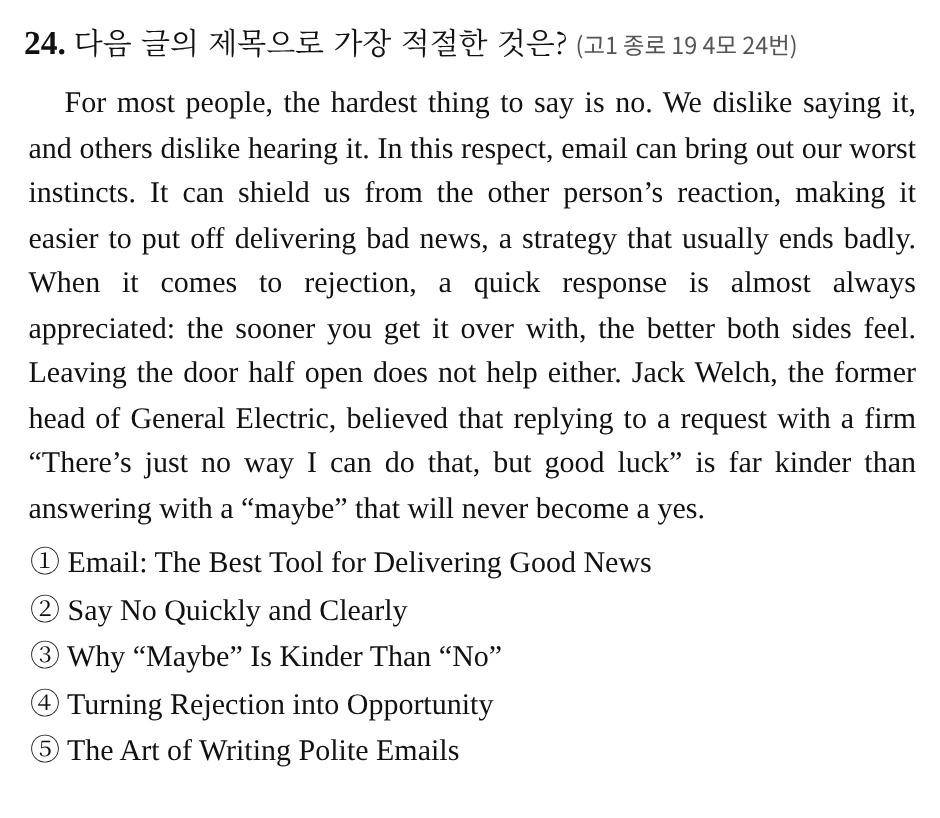 24. 다음 글의 제목으로 가장 적절한 것은? (고1 종로 19 4모 24번)
For most people, the hardest thing to say is no. We dislike saying it,
and others dislike hearing it. In this respect, email can bring out our worst
instincts. It can shield us from the other person’s reaction, making it
easier to put off delivering bad news, a strategy that usually ends badly.
When it comes to rejection, a quick response is almost always
appreciated: the sooner you get it over with, the better both sides feel.
Leaving the door half open does not help either. Jack Welch, the former
head of General Electric, believed that replying to a request with a firm
“There’s just no way I can do that, but good luck” is far kinder than
answering with a “maybe” that will never become a yes.
① Email: The Best Tool for Delivering Good News
② Say No Quickly and Clearly
③ Why “Maybe” Is Kinder Than “No”
④ Turning Rejection into Opportunity
⑤ The Art of Writing Polite Emails